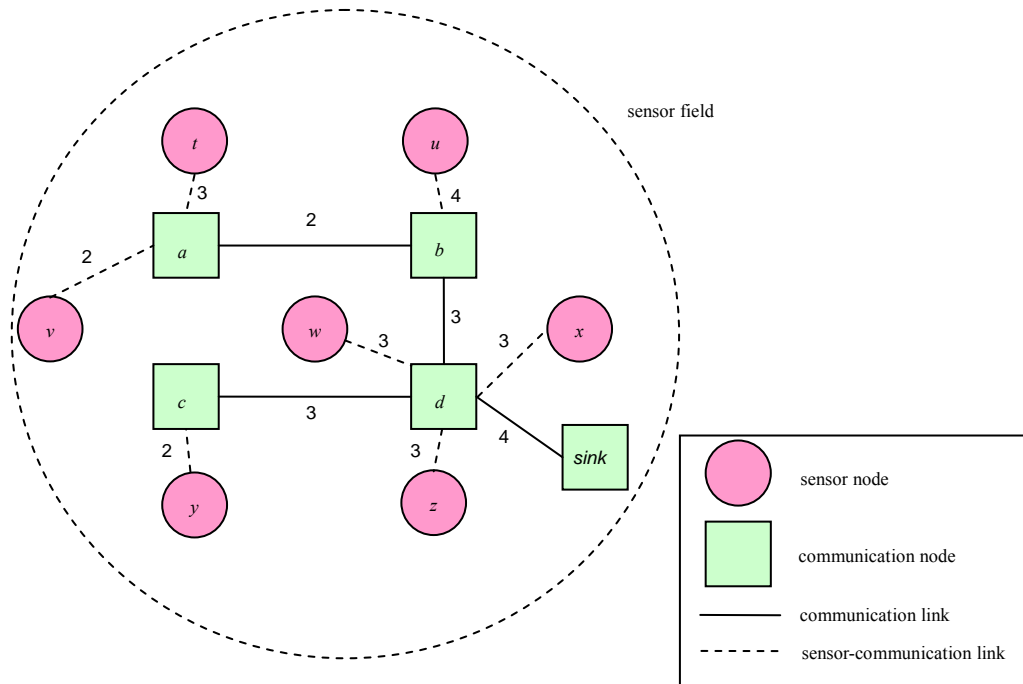 sensor field
t
u
3
4
2
a
b
2
v
w
3
3
3
x
c
d
3
4
sink
2
3
y
z
sensor node
communication node
communication link
sensor-communication link